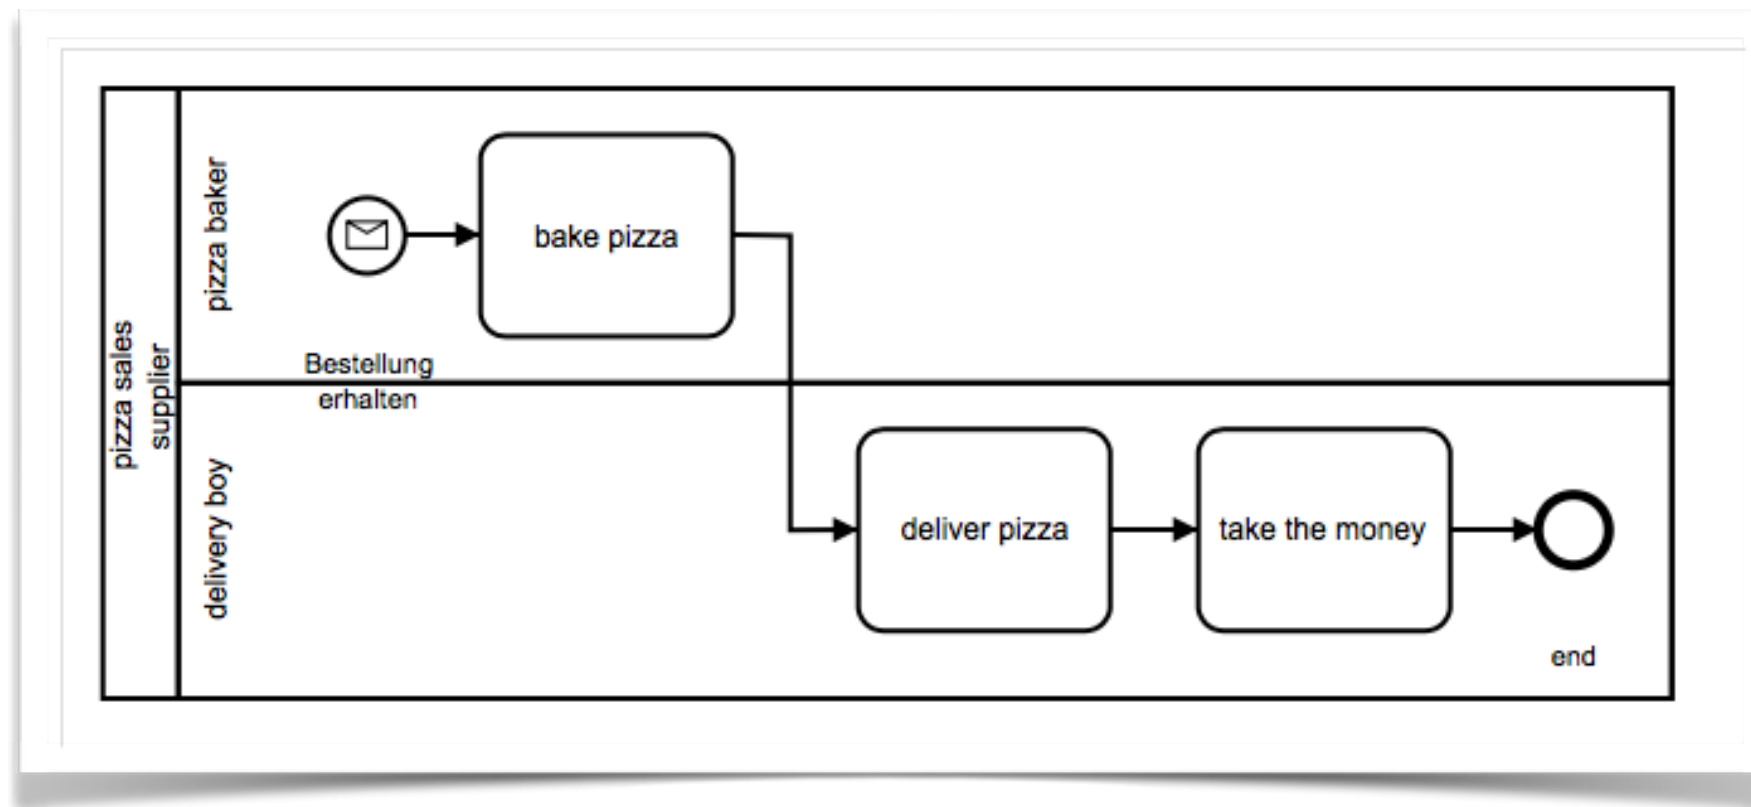 pizza sales
supplier
pizza baker
bake pizza
Bestellung
erhalten
delivery boy
deliver pizza
take the money
end